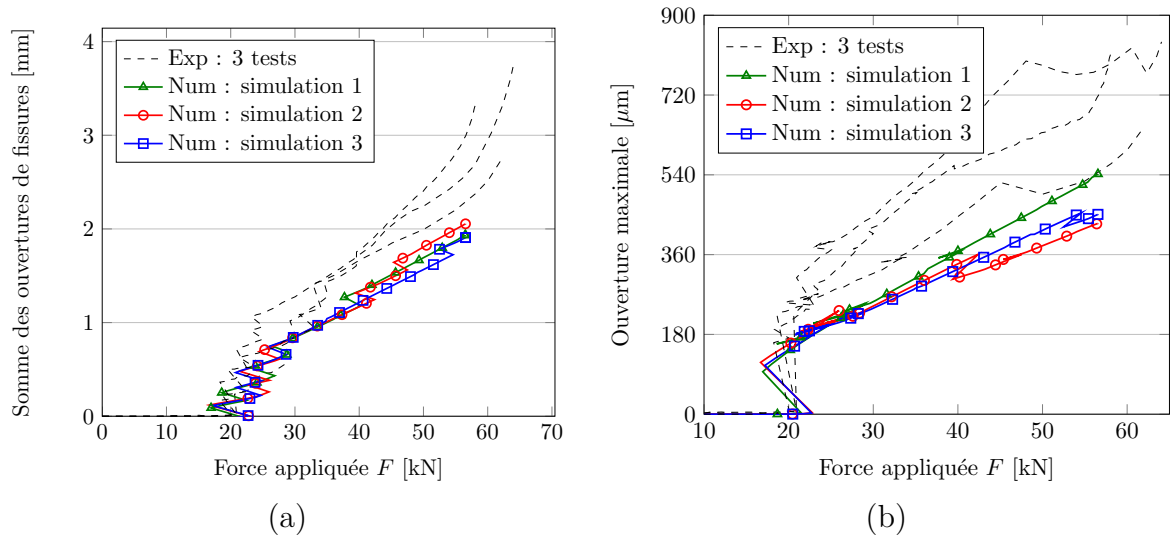 Somme des ouvertures de fissures [mm]
4
3
2
1
0
Exp : 3 tests
Num : simulation 1
Num : simulation 2
Num : simulation 3
0 10 20 30 40 50 60 70
Force appliquée F [kN]
(a)
Ouverture maximale [μm]
900
720
540
360
180
0
Exp : 3 tests
Num : simulation 1
Num : simulation 2
Num : simulation 3
10 20 30 40 50 60
Force appliquée F [kN]
(b)